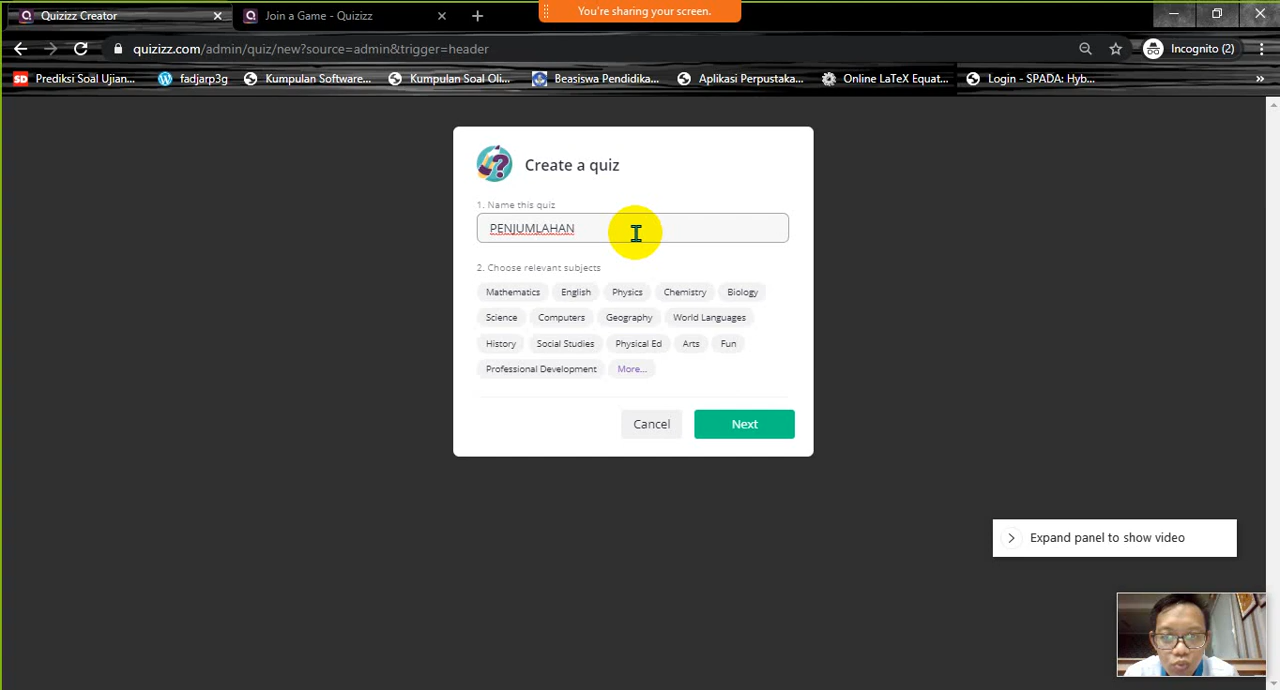 Quizizz Creator
Join a Game - Quizizz
You're sharing your screen.
quizizz.com/admin/quiz/new?source=admin&trigger=header
Incognito (2)
Prediksi Soal Ujian...
fadjarp3g
Kumpulan Software...
Kumpulan Soal Oli...
Beasiswa Pendidika...
Aplikasi Perpustaka...
Online LaTeX Equat...
Login - SPADA: Hyb...
Create a quiz
1. Name this quiz
PENJUMLAHAN
2. Choose relevant subjects
Mathematics English Physics Chemistry Biology
Science Computers Geography World Languages
History Social Studies Physical Ed Arts Fun
Professional Development More...
Cancel Next
Expand panel to show video